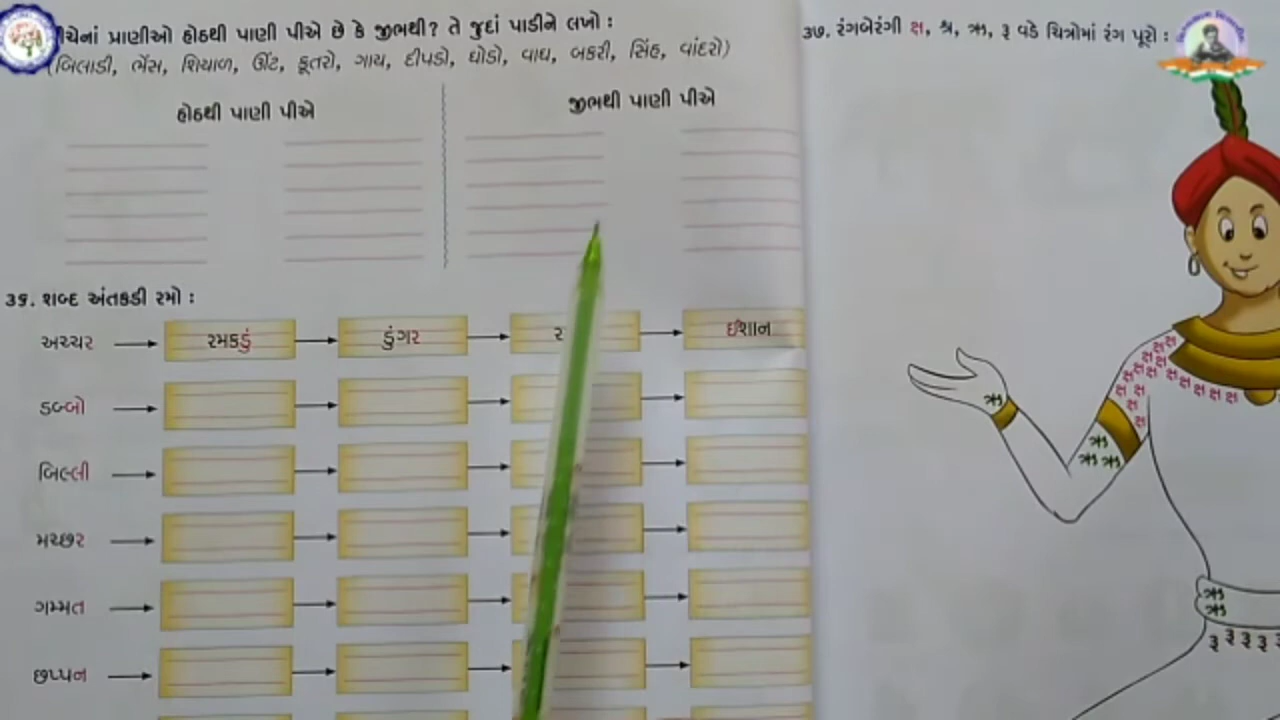 નાં પ્રાણીઓ હોઠથી પાણી પીએ છે કે જીભથી? તે જુદાં પાડીને લખો :
(બિલાડી, ભેંસ, શિયાળ, ઊંટ, કૂતરો, ગાય, દીપડો, ઘોડો, વાઘ, બકરી, સિંહ, વાંદરો)
હોઠથી પાણી પીએ
જીભથી પાણી પીએ
૩૬. શબ્દ અંતકડી રમો :
અચ્ચર રમકડું ડુંગર ર ઈશાન
ડબ્બો
બિલ્લી
મચ્છર
ગમ્મત
છપ્પન
૩૭. રંગબેરંગી ક્ષ, શ્ર, ઋ, રૂ વડે ચિત્રોમાં રંગ પૂરો :
ક્ષ ક્ષ ક્ષ ક્ષ ક્ષ ક્ષ ક્ષ ક્ષ ક્ષ ક્ષ ક્ષ ક્ષ ક્ષ ક્ષ ક્ષ ક્ષ
ઋ
ઋ
ઋ ઋ
ઋ
ઋ
રૂ રૂ રૂ રૂ રૂ